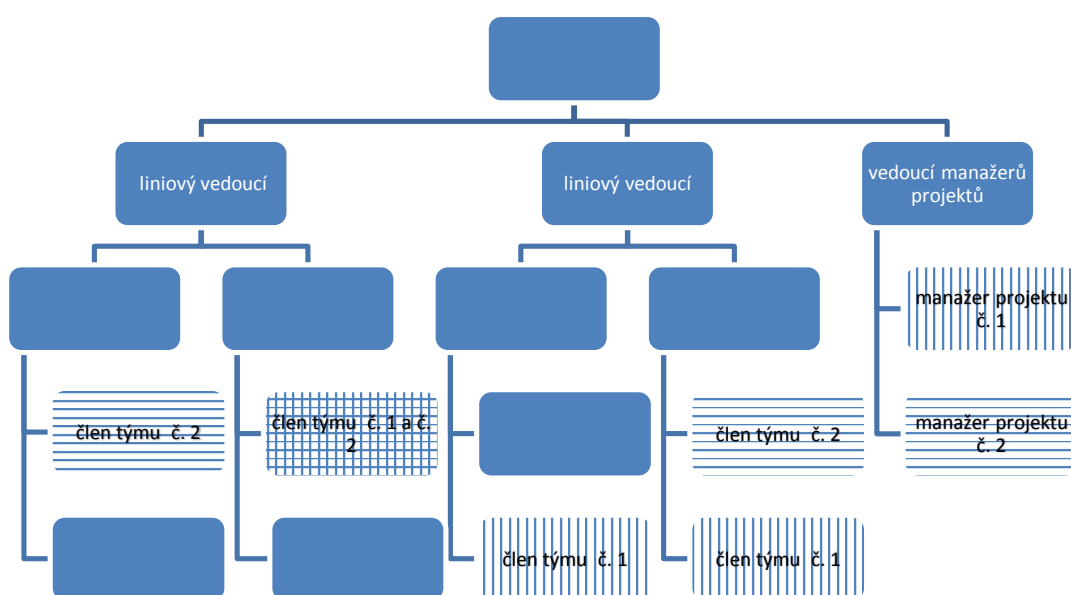 liniový vedoucí
liniový vedoucí
vedoucí manažerů
projektů
manažer projektu
č. 1
člen týmu č. 2
člen týmu č. 1 a č.
2
člen týmu č. 2
manažer projektu
č. 2
člen týmu č. 1
člen týmu č. 1